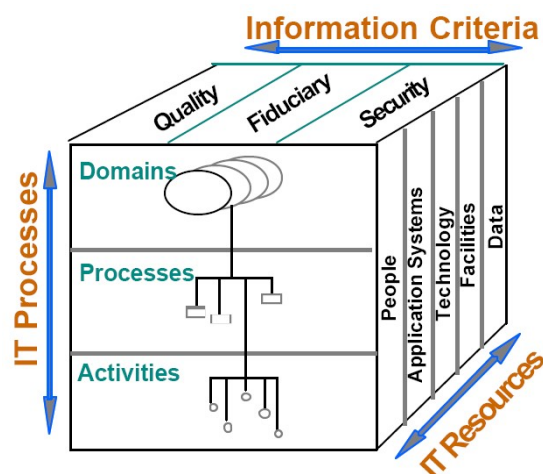 Information Criteria
Quality
Fiduciary
Security
IT Processes
Domains
Processes
Activities
People
Application Systems
Technology
Facilities
Data
IT Resources